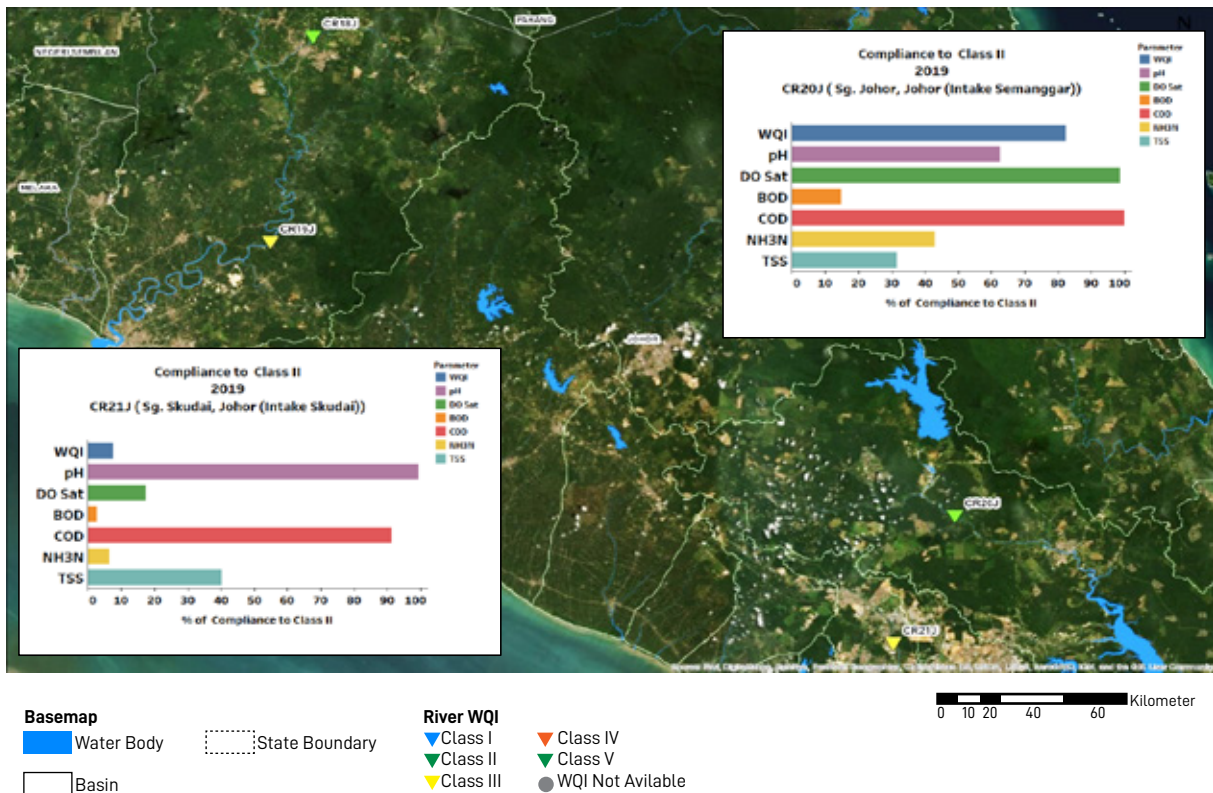 CR18J
PAHANG
N
NEGERI SEMBILAN
MELAKA
CR19J
JOHOR
CR20J
CR21J
Compliance to Class II
2019
CR20J ( Sg. Johor, Johor (Intake Semanggar))
Parameter
WQI
pH
DO Sat
BOD
COD
NH3N
TSS
WQI
pH
DO Sat
BOD
COD
NH3N
TSS
0 10 20 30 40 50 60 70 80 90 100
% of Compliance to Class II
Compliance to Class II
2019
CR21J ( Sg. Skudai, Johor (Intake Skudai))
Parameter
WQI
pH
DO Sat
BOD
COD
NH3N
TSS
WQI
pH
DO Sat
BOD
COD
NH3N
TSS
0 10 20 30 40 50 60 70 80 90 100
% of Compliance to Class II
Kilometer
0 10 20 40 60
Basemap
Water Body
State Boundary
Basin
River WQI
Class I
Class II
Class III
Class IV
Class V
WQI Not Avilable